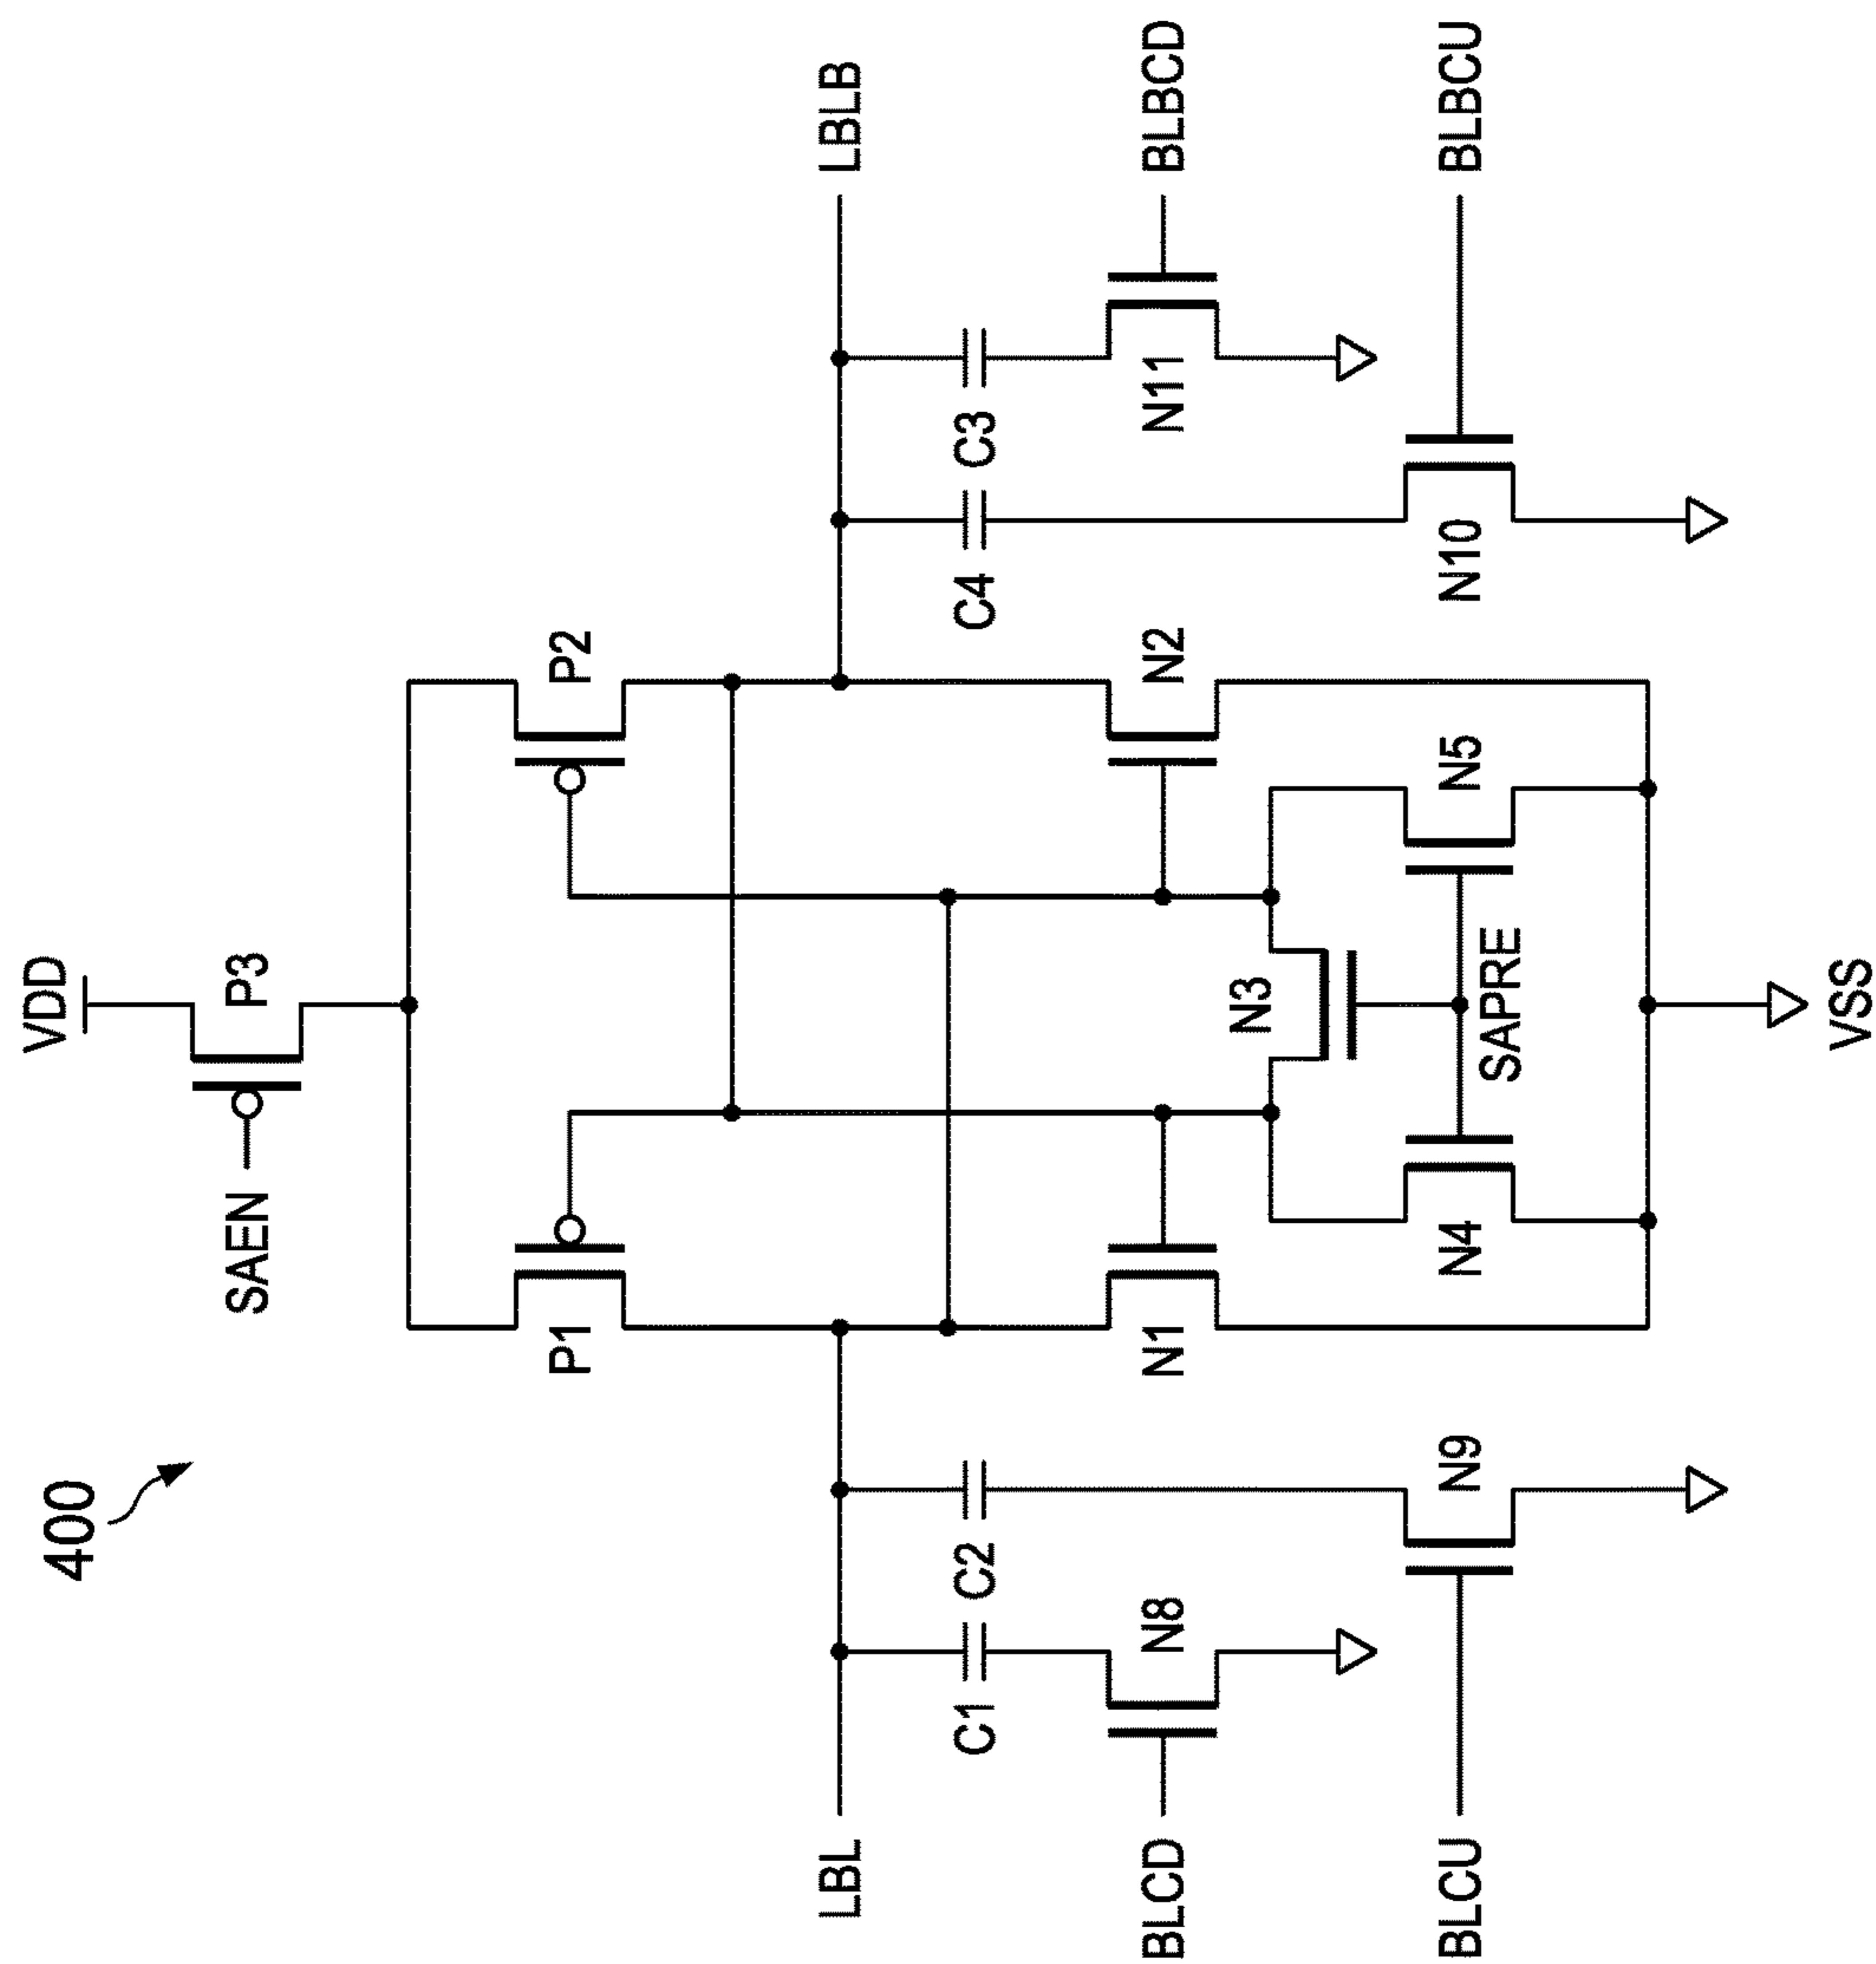 400
VDD
SAEN
P3
P1
P2
LBL
LBLB
C1
C2
C4
C3
BLCD
N8
N1
N2
N11
BLBCD
N3
BLCU
N9
N4
N5
N10
BLBCU
SAPRE
VSS